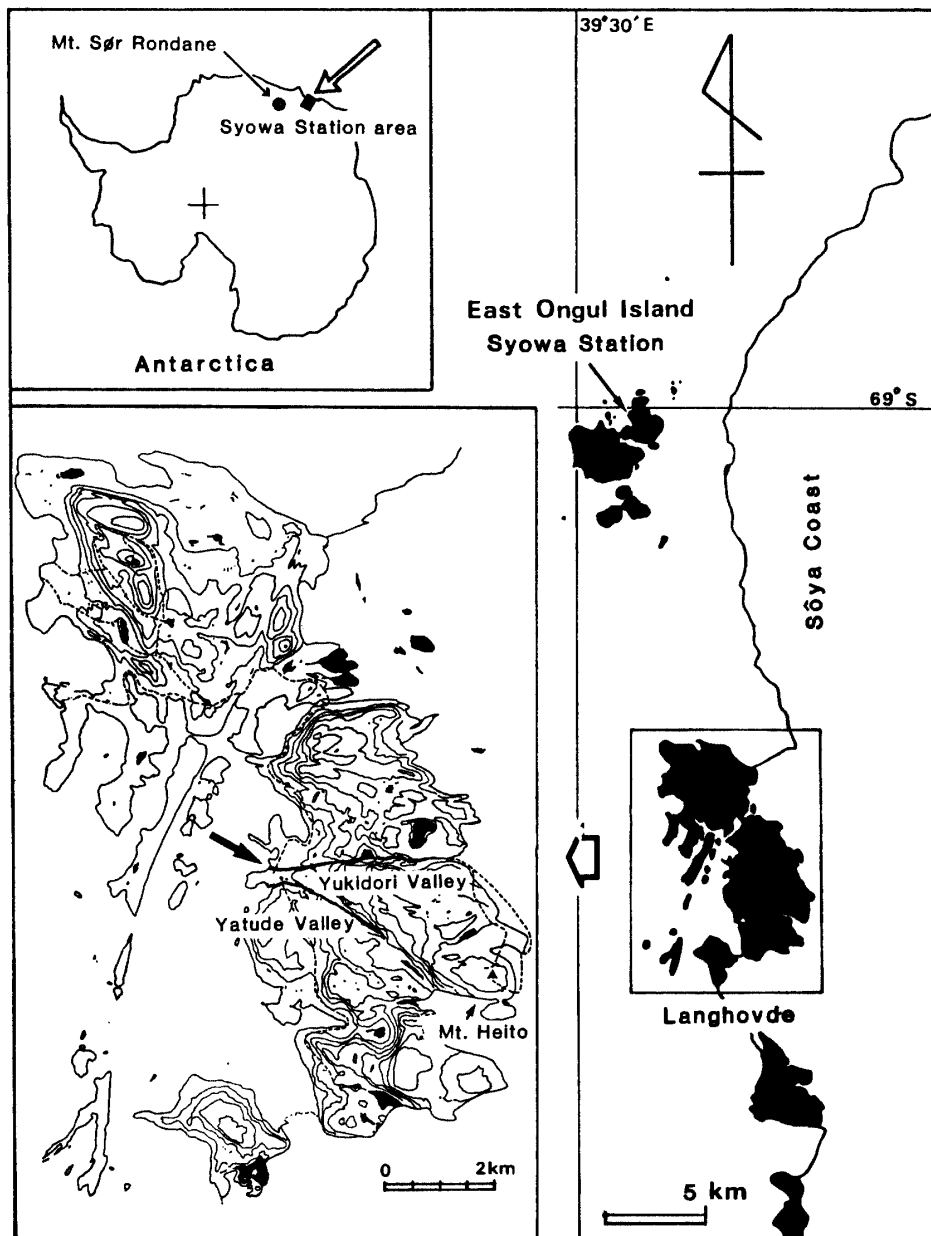 Mt. Sør Rondane
Syowa Station area
Antarctica
39°30′ E
East Ongul Island
Syowa Station
69°S
Sôya Coast
Yukidori Valley
Yatude Valley
Mt. Heito
0 2km
Langhovde
5 km